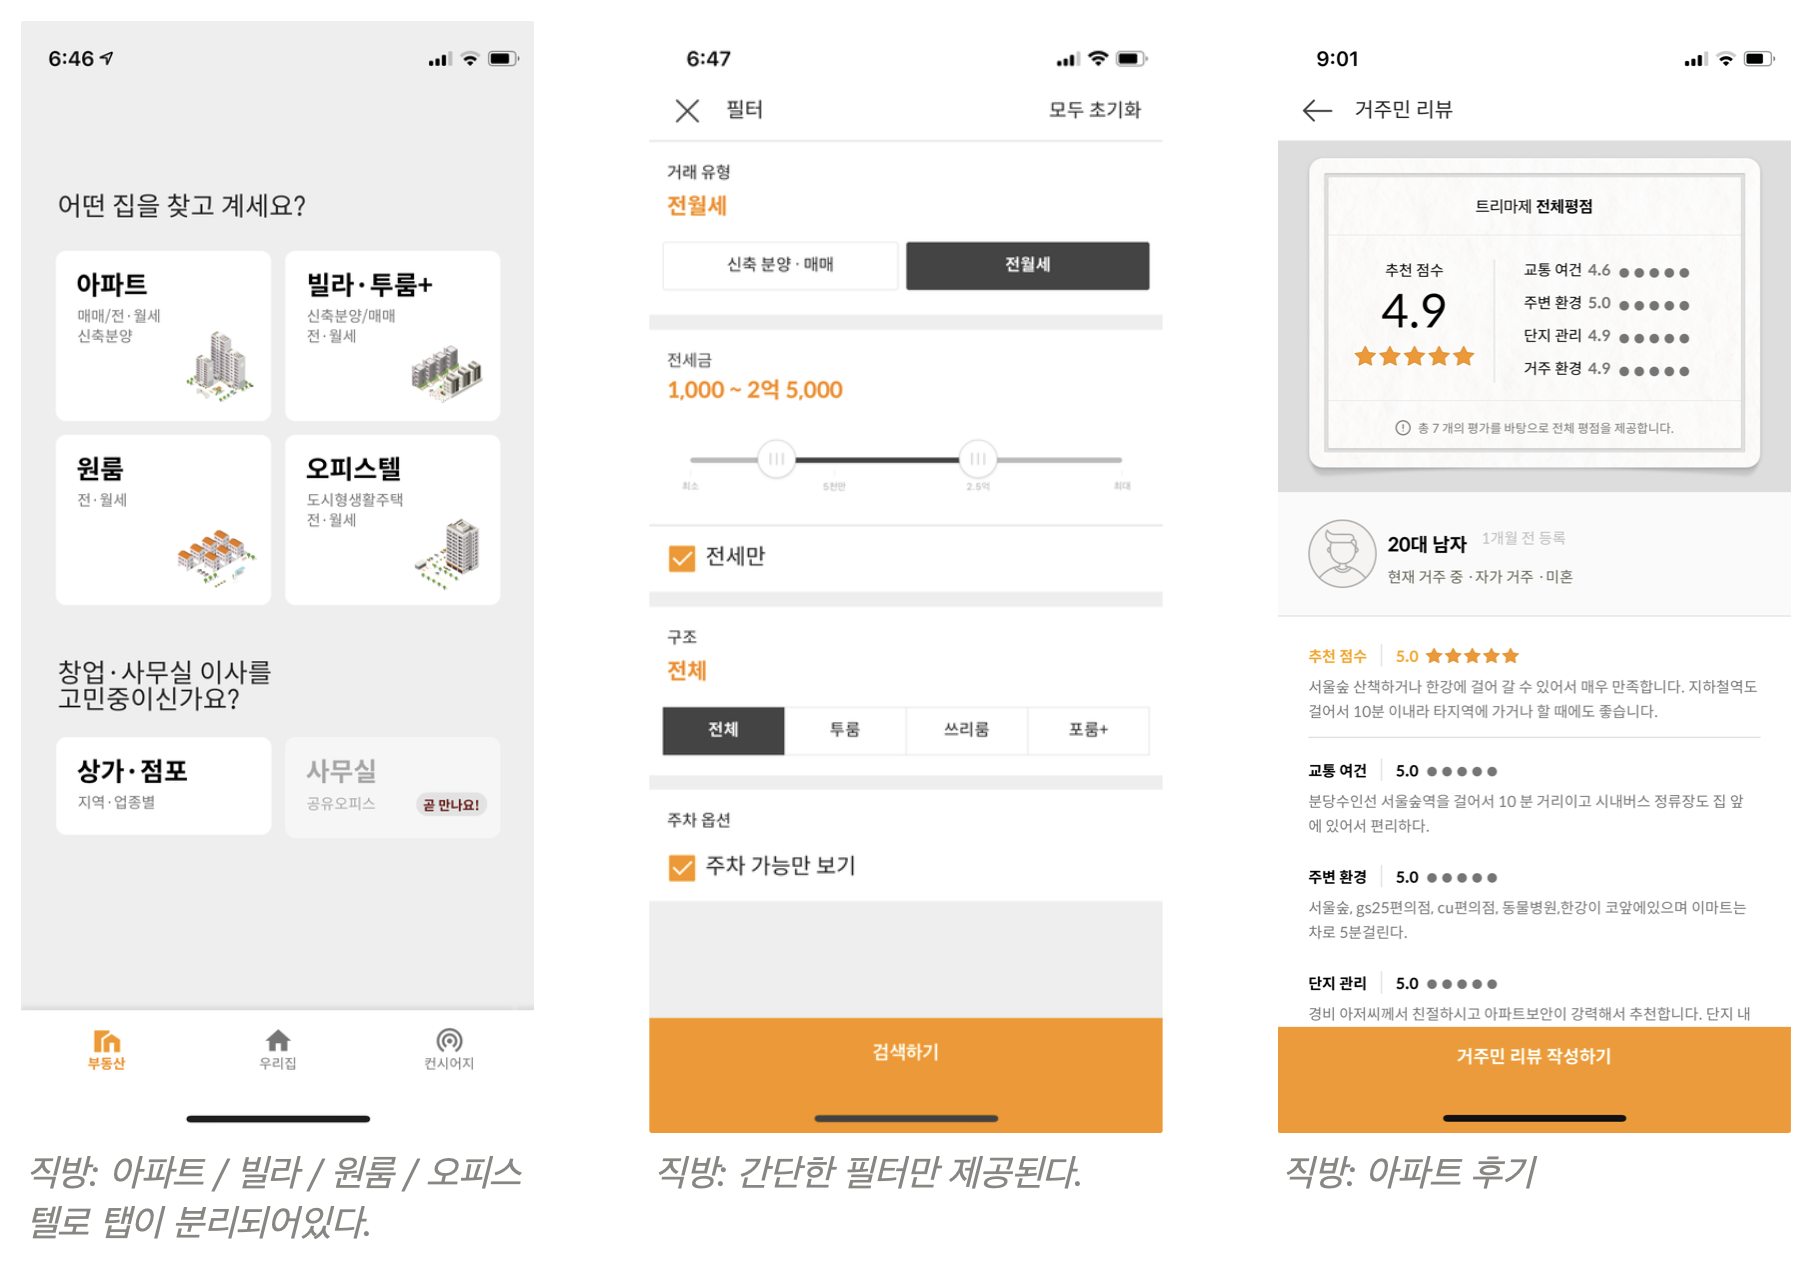 6:46
어떤 집을 찾고 계세요?
아파트
매매/전·월세
신축분양
빌라·투룸+
신축분양/매매
전·월세
원룸
전·월세
오피스텔
도시형생활주택
전·월세
창업·사무실 이사를
고민중이신가요?
상가·점포
지역·업종별
사무실
공유오피스
곧 만나요!
부동산
우리집
컨시어지
직방: 아파트 / 빌라 / 원룸 / 오피스
텔로 탭이 분리되어있다.
6:47
필터
모두 초기화
거래 유형
전월세
신축 분양 · 매매
전월세
전세금
1,000 ~ 2억 5,000
최소
5천만
2.5억
최대
전세만
구조
전체
전체
투룸
쓰리룸
포룸+
주차 옵션
주차 가능만 보기
검색하기
직방: 간단한 필터만 제공된다.
9:01
거주민 리뷰
트리마제 전체평점
추천 점수
4.9
교통 여건 4.6
주변 환경 5.0
단지 관리 4.9
거주 환경 4.9
총 7 개의 평가를 바탕으로 전체 평점을 제공합니다.
20대 남자 1개월 전 등록
현재 거주 중 · 자가 거주 · 미혼
추천 점수 5.0
서울숲 산책하거나 한강에 걸어 갈 수 있어서 매우 만족합니다. 지하철역도
걸어서 10분 이내라 타지역에 가거나 할 때에도 좋습니다.
교통 여건 5.0
분당수인선 서울숲역을 걸어서 10 분 거리이고 시내버스 정류장도 집 앞
에 있어서 편리하다.
주변 환경 5.0
서울숲, gs25편의점, cu편의점, 동물병원,한강이 코앞에있으며 이마트는
차로 5분걸린다.
단지 관리 5.0
경비 아저씨께서 친절하시고 아파트보안이 강력해서 추천합니다. 단지 내
거주민 리뷰 작성하기
직방: 아파트 후기